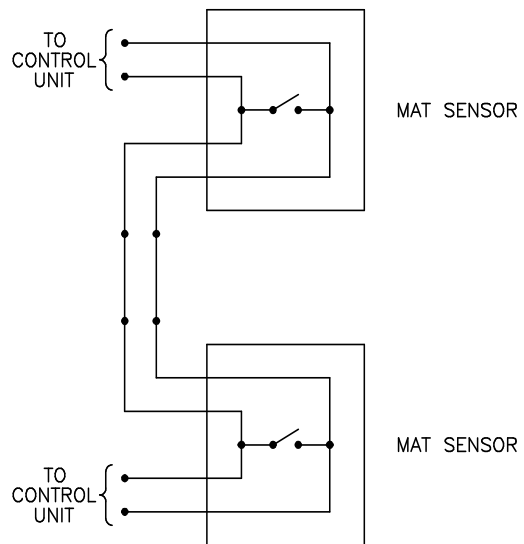 TO
CONTROL
UNIT
MAT SENSOR
MAT SENSOR
TO
CONTROL
UNIT